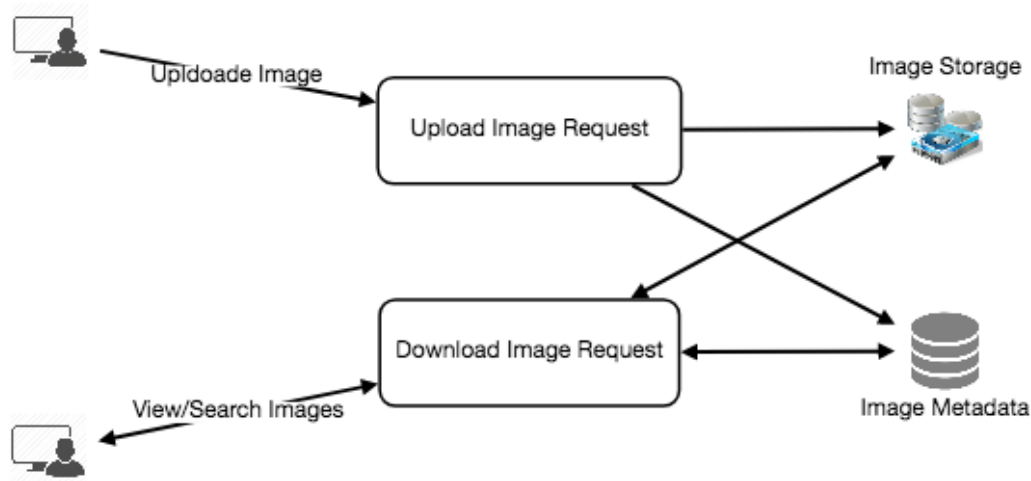 Upldoade Image
Image Storage
Upload Image Request
Download Image Request
View/Search Images
Image Metadata